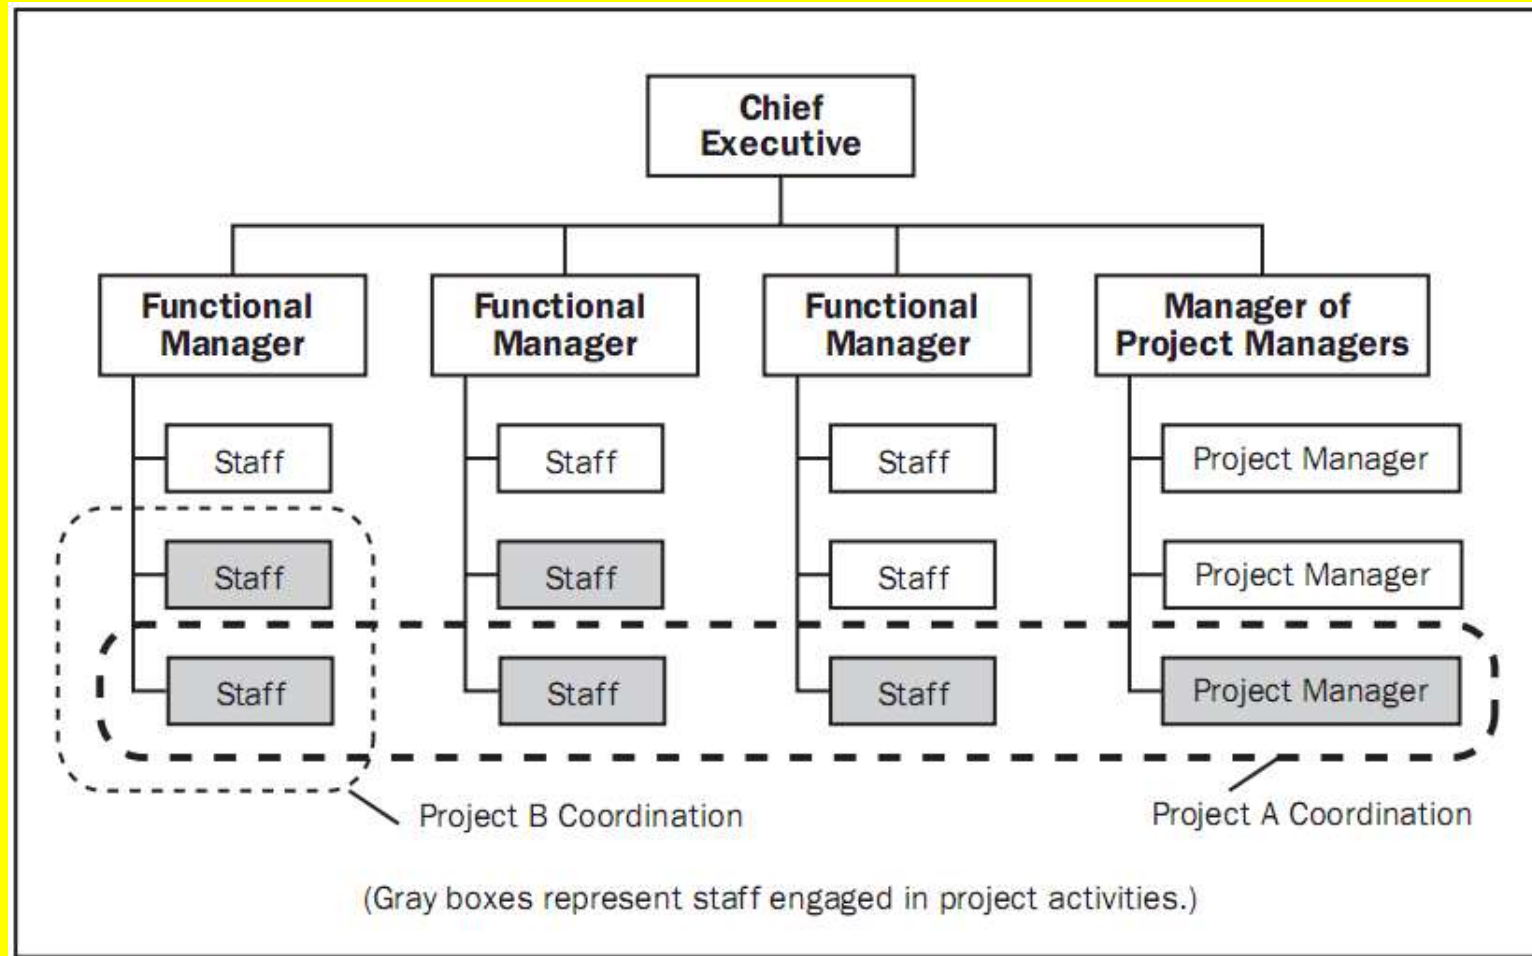 Chief
Executive
Functional
Manager
Functional
Manager
Functional
Manager
Manager of
Project Managers
Staff
Staff
Staff
Project Manager
Staff
Staff
Staff
Project Manager
Staff
Staff
Staff
Project Manager
Project B Coordination
Project A Coordination
(Gray boxes represent staff engaged in project activities.)